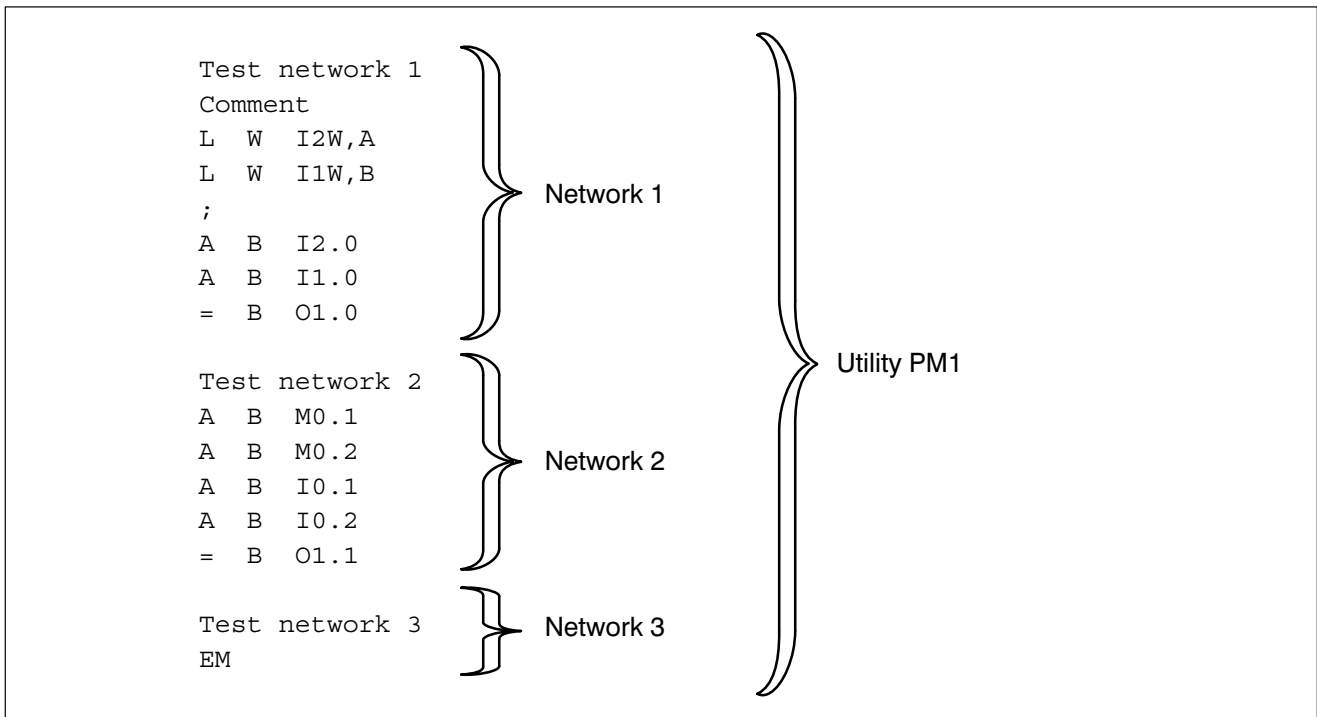 Test network 1
Comment
L W I2W,A
L W I1W,B
;
A B I2.0
A B I1.0
= B O1.0
Network 1
Test network 2
A B M0.1
A B M0.2
A B I0.1
A B I0.2
= B O1.1
Network 2
Test network 3
EM
Network 3
Utility PM1